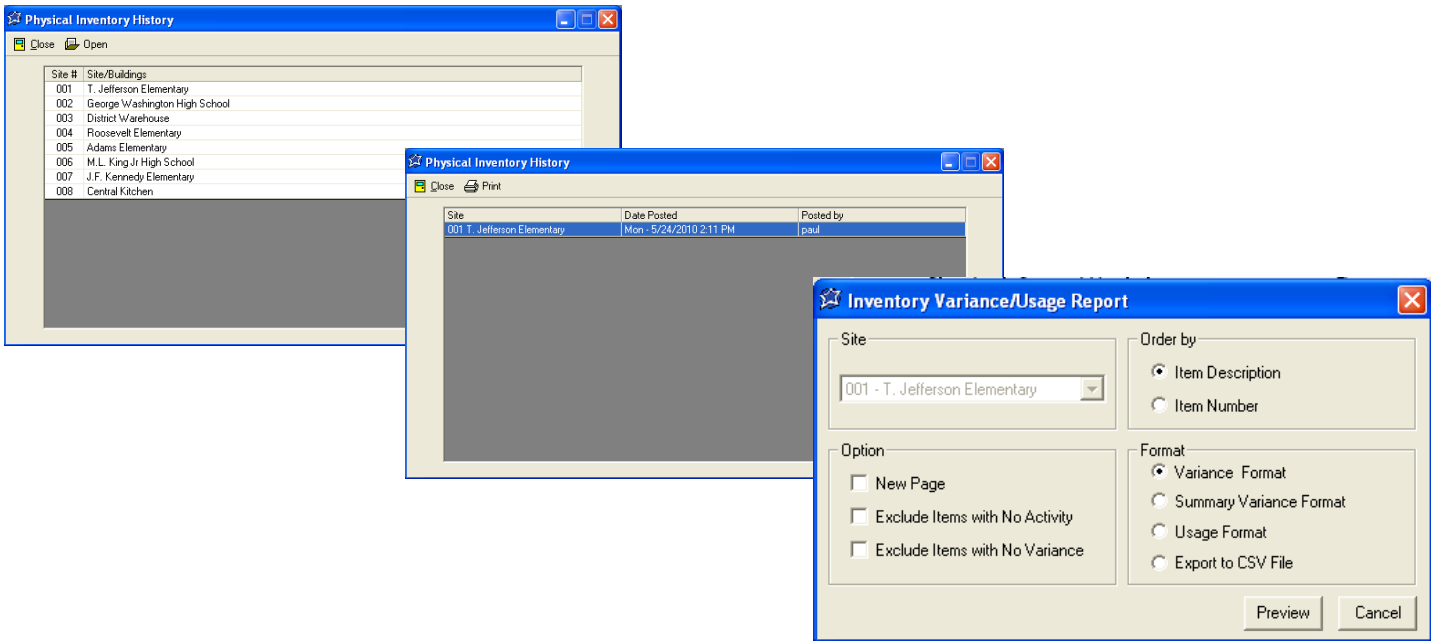 Physical Inventory History
Close Open
Site # Site/Buildings
001 T. Jefferson Elementary
002 George Washington High School
003 District Warehouse
004 Roosevelt Elementary
005 Adams Elementary
006 M.L. King Jr High School
007 J.F. Kennedy Elementary
008 Central Kitchen
Physical Inventory History
Close Print
Site Date Posted Posted by
001 T. Jefferson Elementary Mon - 5/24/2010 2:11 PM paul
Inventory Variance/Usage Report
Site
001 - T. Jefferson Elementary
Order by
Item Description
Item Number
Option
New Page
Exclude Items with No Activity
Exclude Items with No Variance
Format
Variance Format
Summary Variance Format
Usage Format
Export to CSV File
Preview Cancel